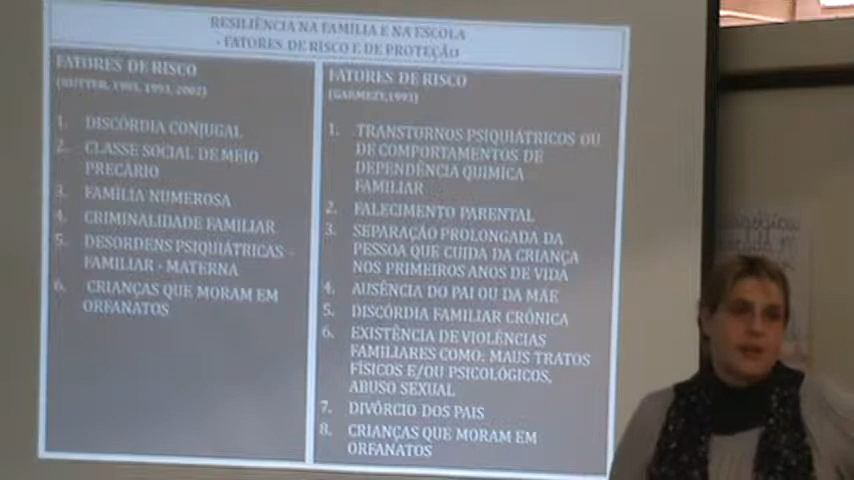 RESILIÊNCIA NA FAMÍLIA E NA ESCOLA
- FATORES DE RISCO E DE PROTEÇÃO
FATORES DE RISCO
(RUTTER, 1993, 2002)
1. DISCÓRDIA CONJUGAL
2. CLASSE SOCIAL DE MEIO
PRECÁRIO
3. FAMÍLIA NUMEROSA
4. CRIMINALIDADE FAMILIAR
5. DESORDENS PSIQUIÁTRICAS -
FAMILIAR - MATERNA
6. CRIANÇAS QUE MORAM EM
ORFANATOS
FATORES DE RISCO
(GARMEZY,1993)
1. TRANSTORNOS PSIQUIÁTRICOS OU
DE COMPORTAMENTOS DE
DEPENDÊNCIA QUIMICA
FAMILIAR
2. FALECIMENTO PARENTAL
3. SEPARAÇÃO PROLONGADA DA
PESSOA QUE CUIDA DA CRIANÇA
NOS PRIMEIROS ANOS DE VIDA
4. AUSÊNCIA DO PAI OU DA MÃE
5. DISCÓRDIA FAMILIAR CRÔNICA
6. EXISTÊNCIA DE VIOLÊNCIAS
FAMILIARES COMO: MAUS TRATOS
FÍSICOS E/OU PSICOLÓGICOS,
ABUSO SEXUAL
7. DIVÓRCIO DOS PAIS
8. CRIANÇAS QUE MORAM EM
ORFANATOS